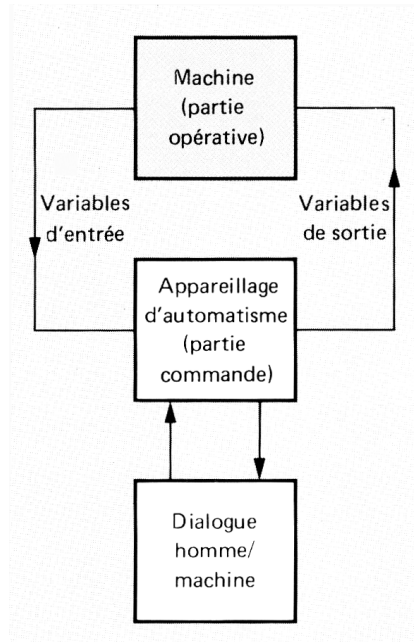 Machine
(partie
opérative)
Variables
d'entrée
Variables
de sortie
Appareillage
d'automatisme
(partie
commande)
Dialogue
homme/
machine